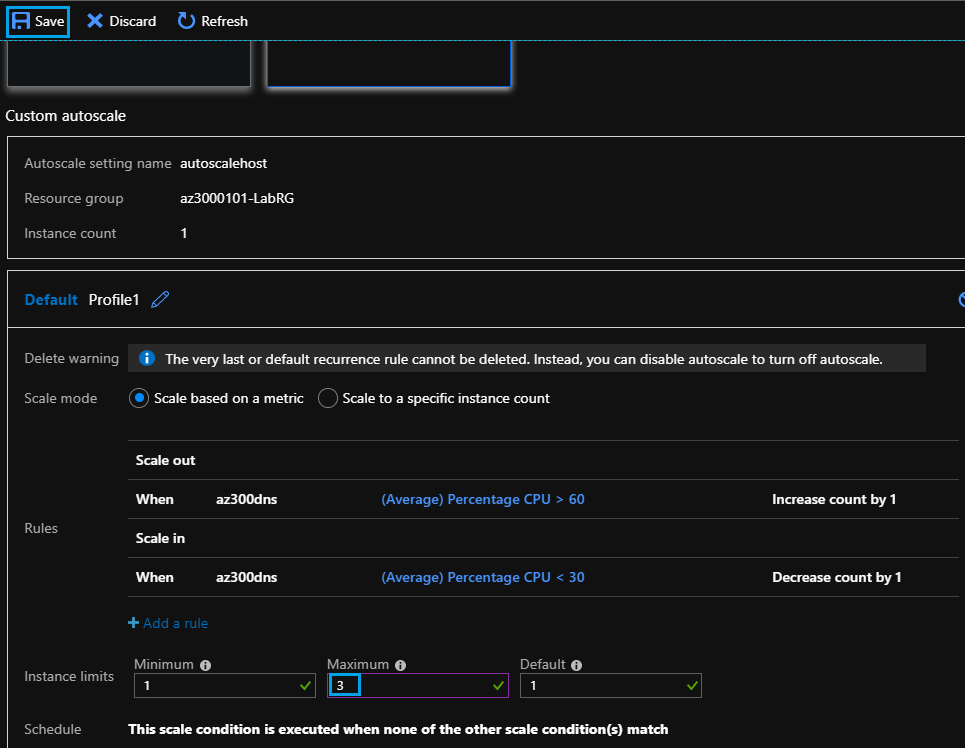 Save Discard Refresh
Custom autoscale
Autoscale setting name autoscalehost
Resource group az3000101-LabRG
Instance count 1
Default Profile1
Delete warning The very last or default recurrence rule cannot be deleted. Instead, you can disable autoscale to turn off autoscale.
Scale mode Scale based on a metric Scale to a specific instance count
Scale out
When az300dns (Average) Percentage CPU > 60 Increase count by 1
Rules
Scale in
When az300dns (Average) Percentage CPU < 30 Decrease count by 1
+ Add a rule
Instance limits
Minimum Maximum Default
1 3 1
Schedule This scale condition is executed when none of the other scale condition(s) match